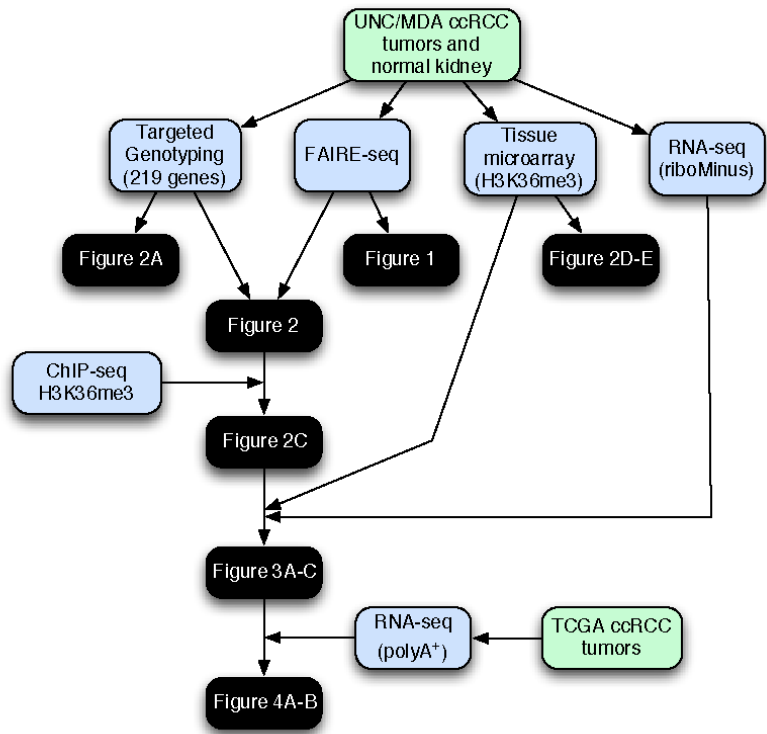 UNC/MDA ccRCC
tumors and
normal kidney
Targeted
Genotyping
(219 genes)
FAIRE-seq
Tissue
microarray
(H3K36me3)
RNA-seq
(riboMinus)
Figure 2A
Figure 1
Figure 2D-E
Figure 2
ChIP-seq
H3K36me3
Figure 2C
Figure 3A-C
RNA-seq
(polyA⁺)
TCGA ccRCC
tumors
Figure 4A-B